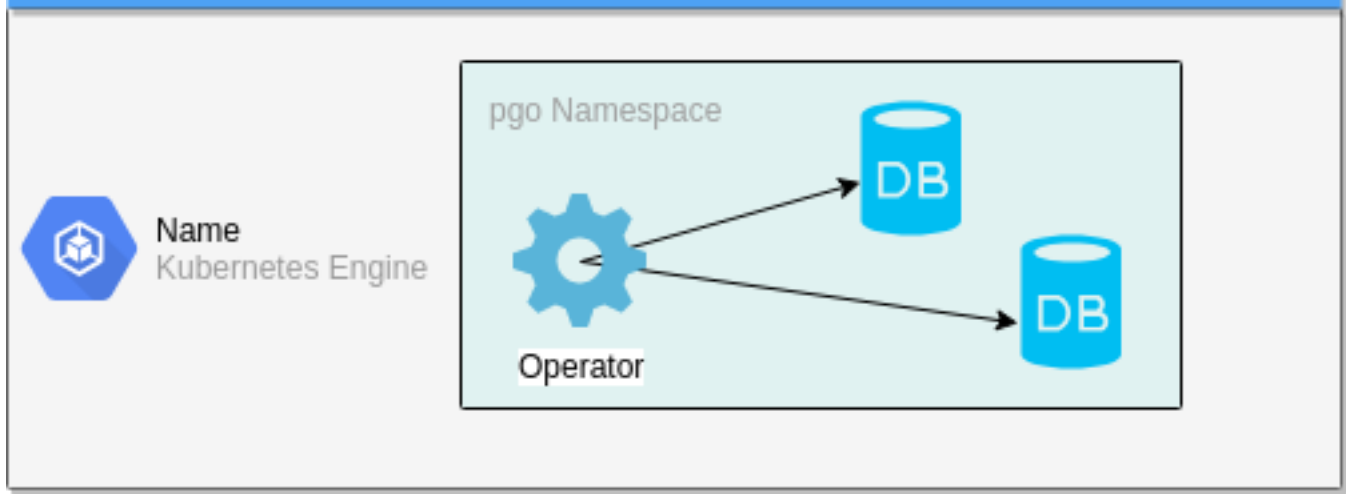 pgo Namespace
DB
Name
Kubernetes Engine
DB
Operator